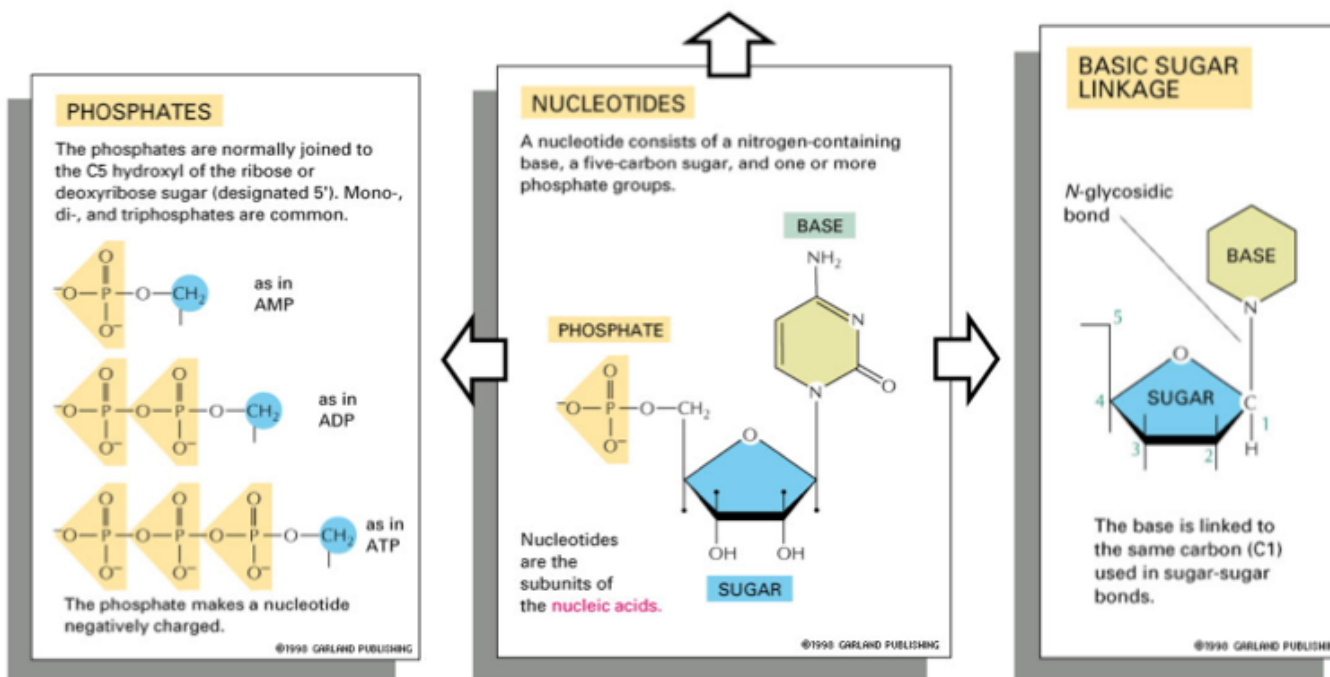 PHOSPHATES
The phosphates are normally joined to
the C5 hydroxyl of the ribose or
deoxyribose sugar (designated 5'). Mono-,
di-, and triphosphates are common.
O
⁻O—P—O—CH₂
O⁻
as in
AMP
O O
⁻O—P—O—P—O—CH₂
O⁻ O⁻
as in
ADP
O O O
⁻O—P—O—P—O—P—O—CH₂
O⁻ O⁻ O⁻
as in
ATP
The phosphate makes a nucleotide
negatively charged.
©1998 GARLAND PUBLISHING
NUCLEOTIDES
A nucleotide consists of a nitrogen-containing
base, a five-carbon sugar, and one or more
phosphate groups.
BASE
NH₂
N
N
O
PHOSPHATE
O
⁻O—P—O—CH₂
O⁻
O
OH OH
SUGAR
Nucleotides
are the
subunits of
the nucleic acids.
©1998 GARLAND PUBLISHING
BASIC SUGAR
LINKAGE
N-glycosidic
bond
BASE
N
5
O
4
SUGAR
C
1
3
2
H
The base is linked to
the same carbon (C1)
used in sugar-sugar
bonds.
©1998 GARLAND PUBLISHIN